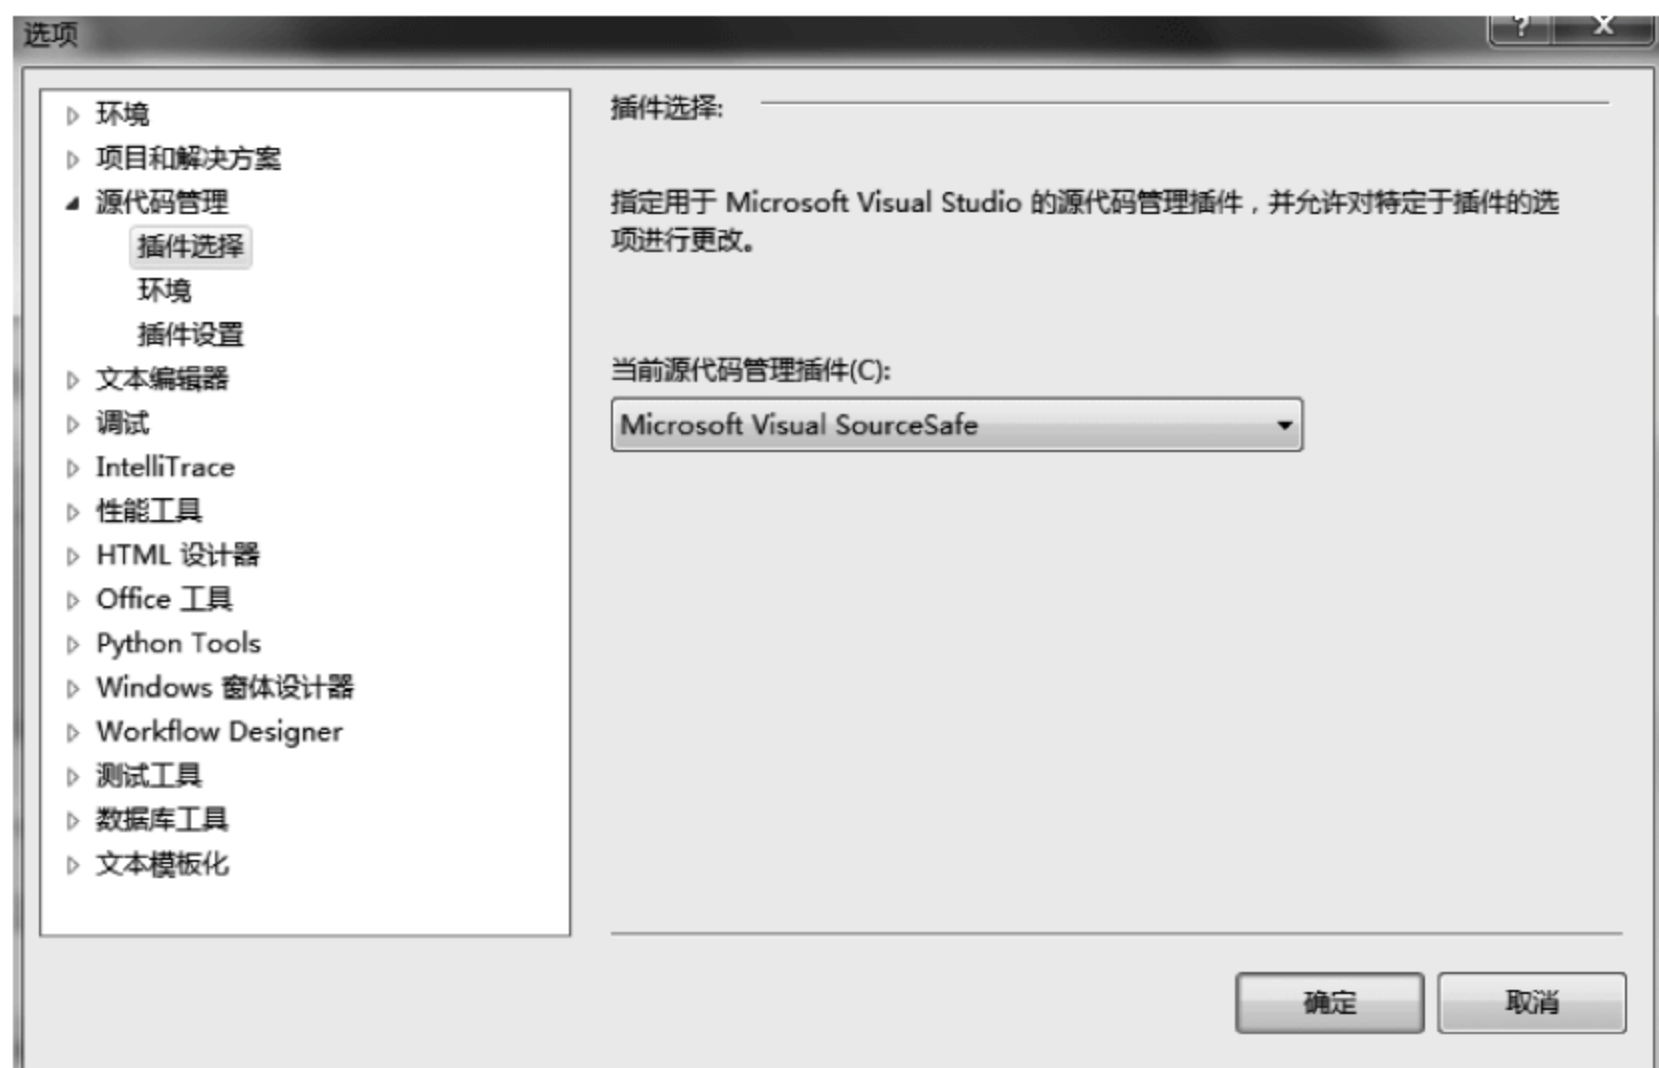 选项
?
X
环境
项目和解决方案
源代码管理
插件选择
环境
插件设置
文本编辑器
调试
IntelliTrace
性能工具
HTML 设计器
Office 工具
Python Tools
Windows 窗体设计器
Workflow Designer
测试工具
数据库工具
文本模板化
插件选择:
指定用于 Microsoft Visual Studio 的源代码管理插件，并允许对特定于插件的选
项进行更改。
当前源代码管理插件(C):
Microsoft Visual SourceSafe
确定
取消